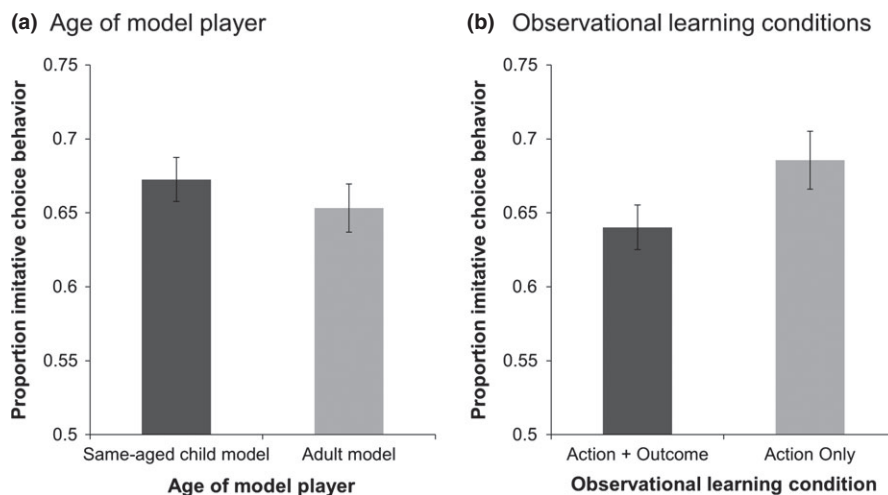 (a) Age of model player
Proportion imitative choice behavior
0.75
0.7
0.65
0.6
0.55
0.5
Same-aged child model
Adult model
Age of model player
(b) Observational learning conditions
Proportion imitative choice behavior
0.75
0.7
0.65
0.6
0.55
0.5
Action + Outcome
Action Only
Observational learning condition